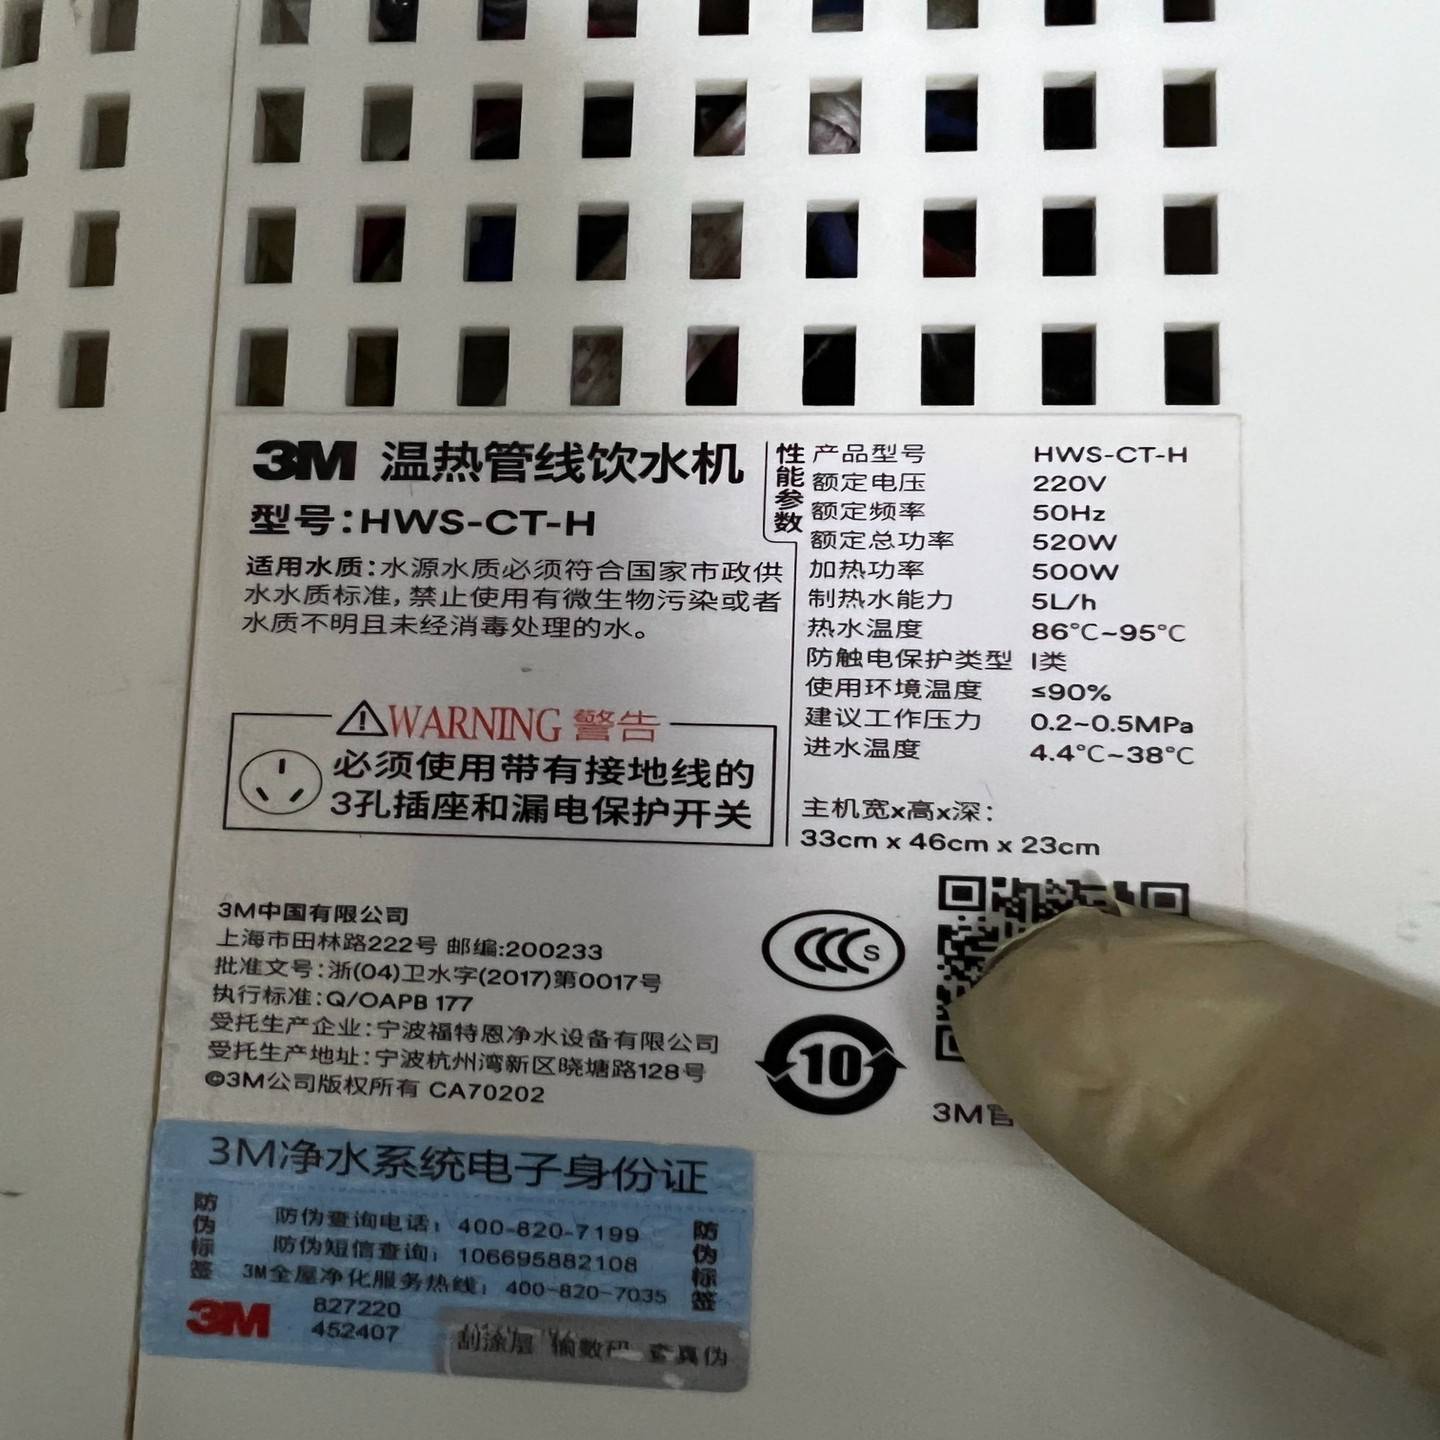 3M 温热管线饮水机
型号:HWS-CT-H
适用水质:水源水质必须符合国家市政供
水水质标准,禁止使用有微生物污染或者
水质不明且未经消毒处理的水。
WARNING 警告
必须使用带有接地线的
3孔插座和漏电保护开关
性能参数
产品型号 HWS-CT-H
额定电压 220V
额定频率 50Hz
额定总功率 520W
加热功率 500W
制热水能力 5L/h
热水温度 86℃~95℃
防触电保护类型 I类
使用环境温度 ≤90%
建议工作压力 0.2~0.5MPa
进水温度 4.4℃~38℃
主机宽x高x深:
33cm x 46cm x 23cm
3M中国有限公司
上海市田林路222号 邮编:200233
批准文号:浙(04)卫水字(2017)第0017号
执行标准:Q/OAPB 177
受托生产企业:宁波福特恩净水设备有限公司
受托生产地址:宁波杭州湾新区晓塘路128号
©3M公司版权所有 CA70202
CCC S
10
3M官
3M净水系统电子身份证
防伪标签
防伪查询电话: 400-820-7199
防伪短信查询: 106695882108
3M全屋净化服务热线: 400-820-7035
防伪标签
3M
827220
452407
刮涂层 输数码 查真伪